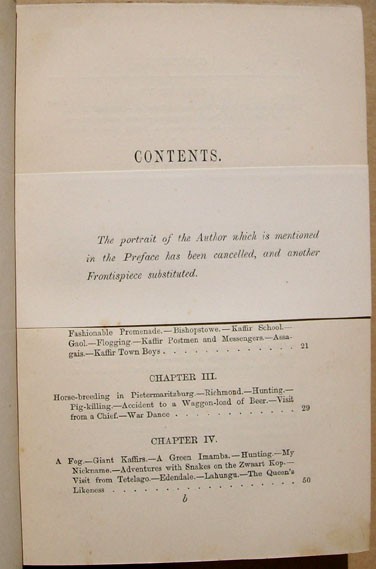 CONTENTS.
The portrait of the Author which is mentioned
in the Preface has been cancelled, and another
Frontispiece substituted.
Fashionable Promenade.—Bishopstowe.—Kaffir School.—
Gaol.—Flogging.—Kaffir Postmen and Messengers.—Assa-
gais.—Kaffir Town Boys . . . . . . . . . . 21
CHAPTER III.
Horse-breeding in Pietermaritzburg.—Richmond.—Hunting.—
Pig-killing.—Accident to a Waggon-load of Beer.—Visit
from a Chief.—War Dance . . . . . . . . . 29
CHAPTER IV.
A Fog.—Giant Kaffirs.—A Green Imamba.—Hunting.—My
Nickname.—Adventures with Snakes on the Zwaart Kop.—
Visit from Tetelago.—Edendale.—Lahungu.—The Queen's
Likeness . . . . . . . . . . . . . . 50
b